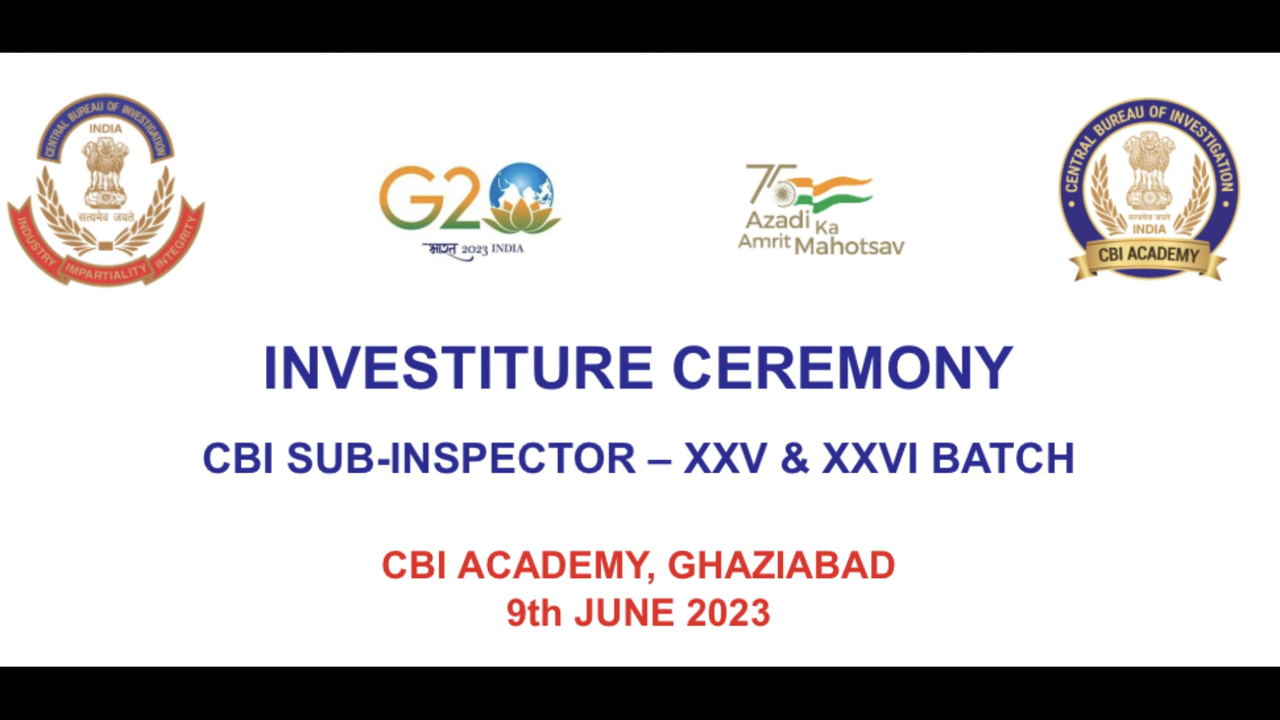 CENTRAL BUREAU OF INVESTIGATION
INDIA
सत्यमेव जयते
INDUSTRY IMPARTIALITY INTEGRITY
G20
भारत 2023 INDIA
75
Azadi Ka
Amrit Mahotsav
CENTRAL BUREAU OF INVESTIGATION
सत्यमेव जयते
INDIA
CBI ACADEMY
INVESTITURE CEREMONY
CBI SUB-INSPECTOR – XXV & XXVI BATCH
CBI ACADEMY, GHAZIABAD
9th JUNE 2023